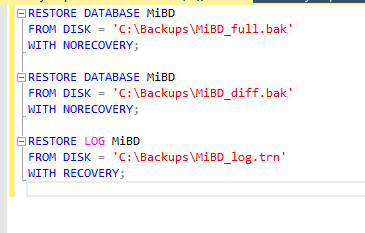 RESTORE DATABASE MiBD
FROM DISK = 'C:\Backups\MiBD_full.bak'
WITH NORECOVERY;
RESTORE DATABASE MiBD
FROM DISK = 'C:\Backups\MiBD_diff.bak'
WITH NORECOVERY;
RESTORE LOG MiBD
FROM DISK = 'C:\Backups\MiBD_log.trn'
WITH RECOVERY;